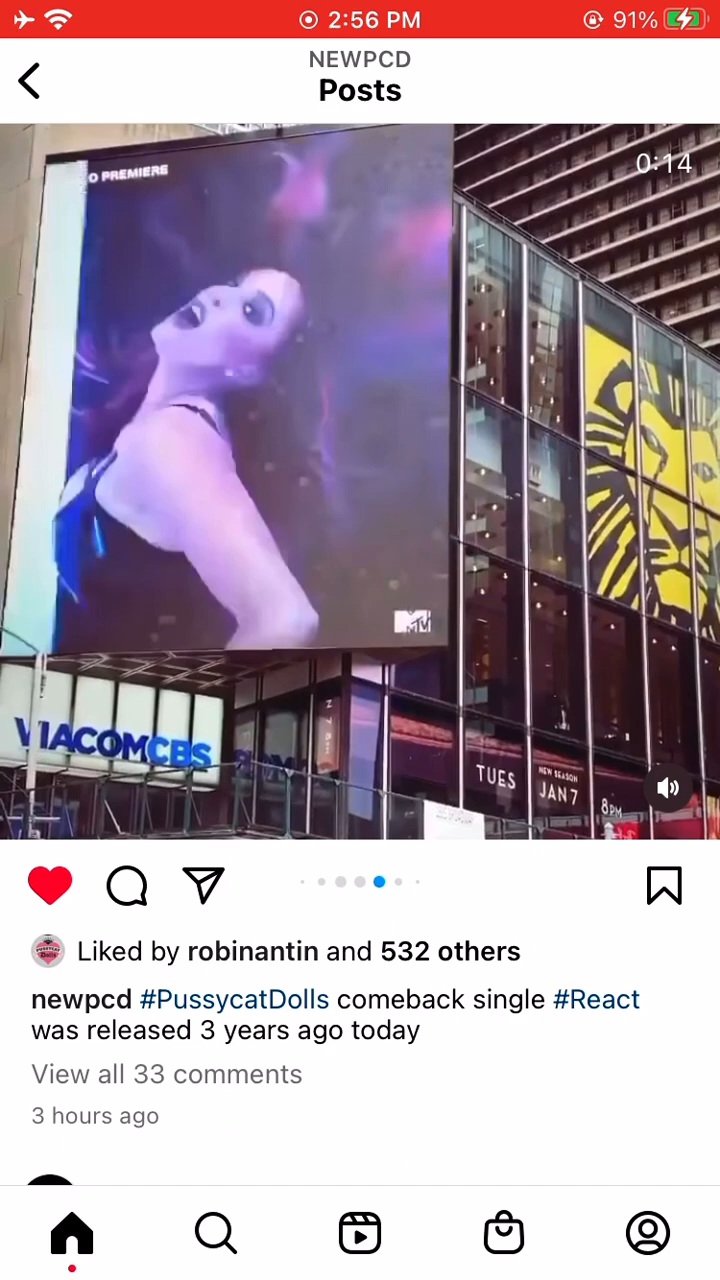 2:56 PM
91%
NEWPCD
Posts
0:14
O PREMIERE
MTV
VIACOMCBS
TUES
NEW SEASON
JAN 7
8PM
Liked by robinantin and 532 others
newpcd #PussycatDolls comeback single #React
was released 3 years ago today
View all 33 comments
3 hours ago